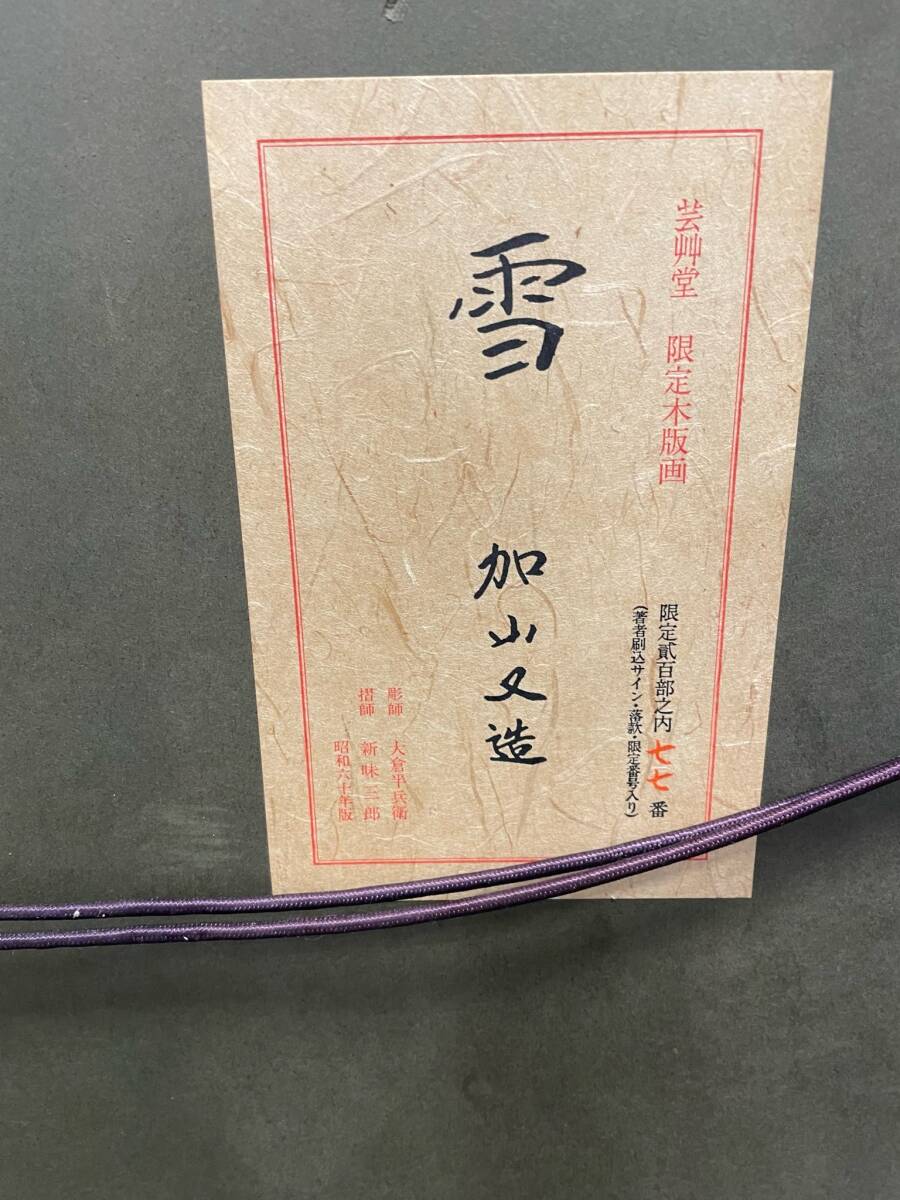 芸艸堂 限定木版画
限定貳百部之内 七七 番
(著者刷込サイン・落款・限定番号入り)
雪
加山又造
彫師 大倉半兵衛
摺師 新味三郎
昭和六十年版